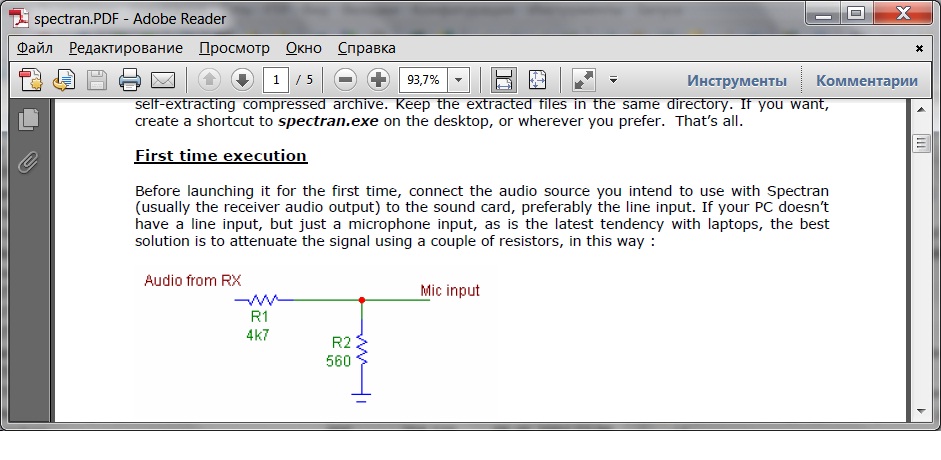 spectran.PDF - Adobe Reader
Файл Редактирование Просмотр Окно Справка
1 / 5 93,7% Инструменты Комментарии
self-extracting compressed archive. Keep the extracted files in the same directory. If you want,
create a shortcut to spectran.exe on the desktop, or wherever you prefer. That's all.
First time execution
Before launching it for the first time, connect the audio source you intend to use with Spectran
(usually the receiver audio output) to the sound card, preferably the line input. If your PC doesn't
have a line input, but just a microphone input, as is the latest tendency with laptops, the best
solution is to attenuate the signal using a couple of resistors, in this way :
Audio from RX
Mic input
R1
4k7
R2
560